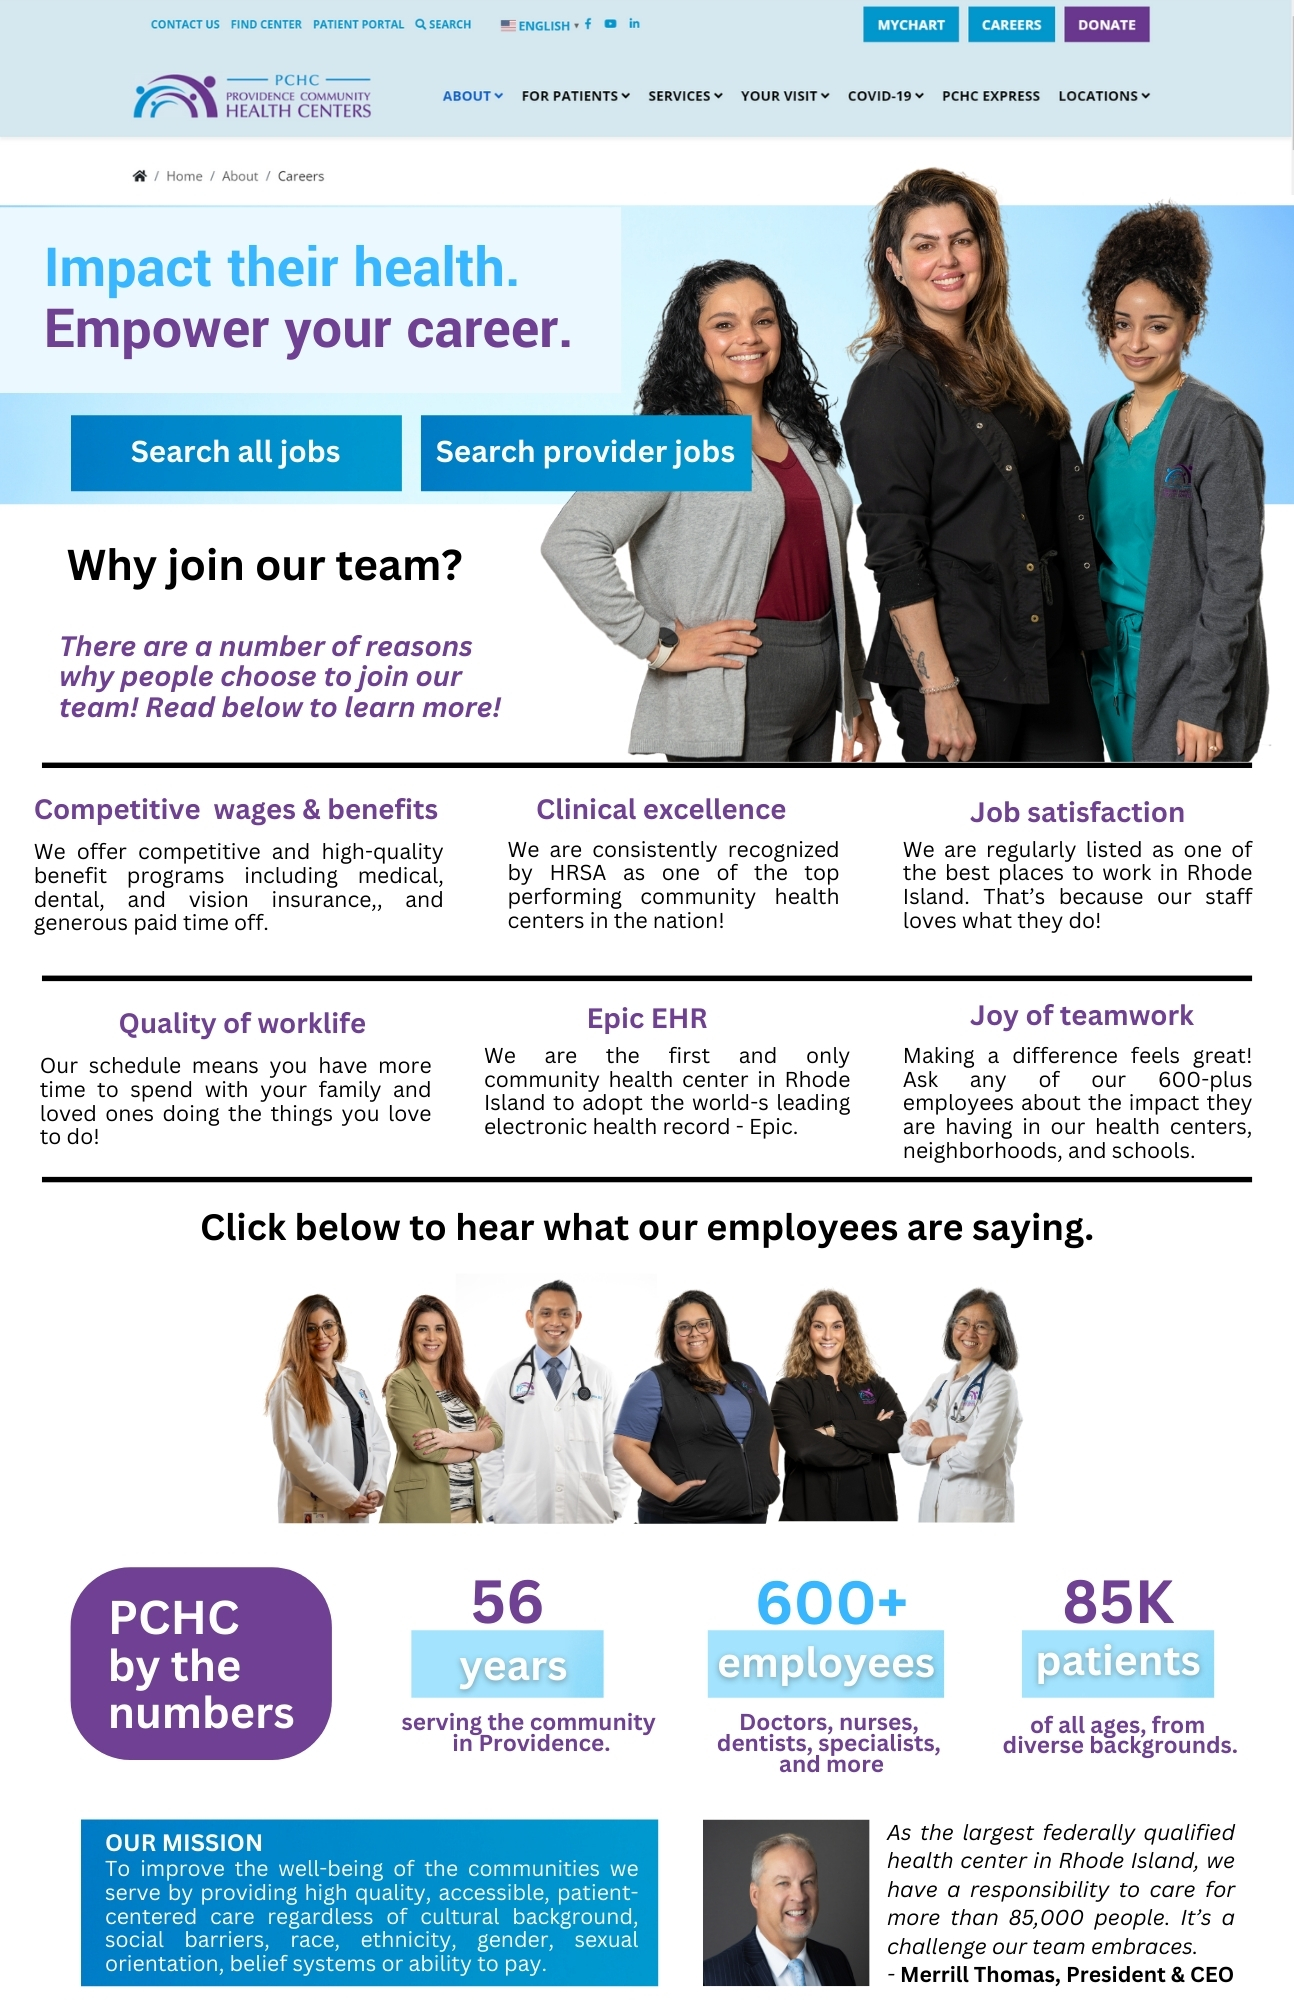 CONTACT US FIND CENTER PATIENT PORTAL SEARCH ENGLISH MYCHART CAREERS DONATE
PCHC
PROVIDENCE COMMUNITY
HEALTH CENTERS
ABOUT FOR PATIENTS SERVICES YOUR VISIT COVID-19 PCHC EXPRESS LOCATIONS
/ Home / About / Careers
Impact their health.
Empower your career.
Search all jobs
Search provider jobs
Why join our team?
There are a number of reasons
why people choose to join our
team! Read below to learn more!
Competitive wages & benefits
We offer competitive and high-quality
benefit programs including medical,
dental, and vision insurance,, and
generous paid time off.
Clinical excellence
We are consistently recognized
by HRSA as one of the top
performing community health
centers in the nation!
Job satisfaction
We are regularly listed as one of
the best places to work in Rhode
Island. That's because our staff
loves what they do!
Quality of worklife
Our schedule means you have more
time to spend with your family and
loved ones doing the things you love
to do!
Epic EHR
We are the first and only
community health center in Rhode
Island to adopt the world-s leading
electronic health record - Epic.
Joy of teamwork
Making a difference feels great!
Ask any of our 600-plus
employees about the impact they
are having in our health centers,
neighborhoods, and schools.
Click below to hear what our employees are saying.
PCHC
by the
numbers
56
years
serving the community
in Providence.
600+
employees
Doctors, nurses,
dentists, specialists,
and more
85K
patients
of all ages, from
diverse backgrounds.
OUR MISSION
To improve the well-being of the communities we
serve by providing high quality, accessible, patient-
centered care regardless of cultural background,
social barriers, race, ethnicity, gender, sexual
orientation, belief systems or ability to pay.
As the largest federally qualified
health center in Rhode Island, we
have a responsibility to care for
more than 85,000 people. It's a
challenge our team embraces.
- Merrill Thomas, President & CEO